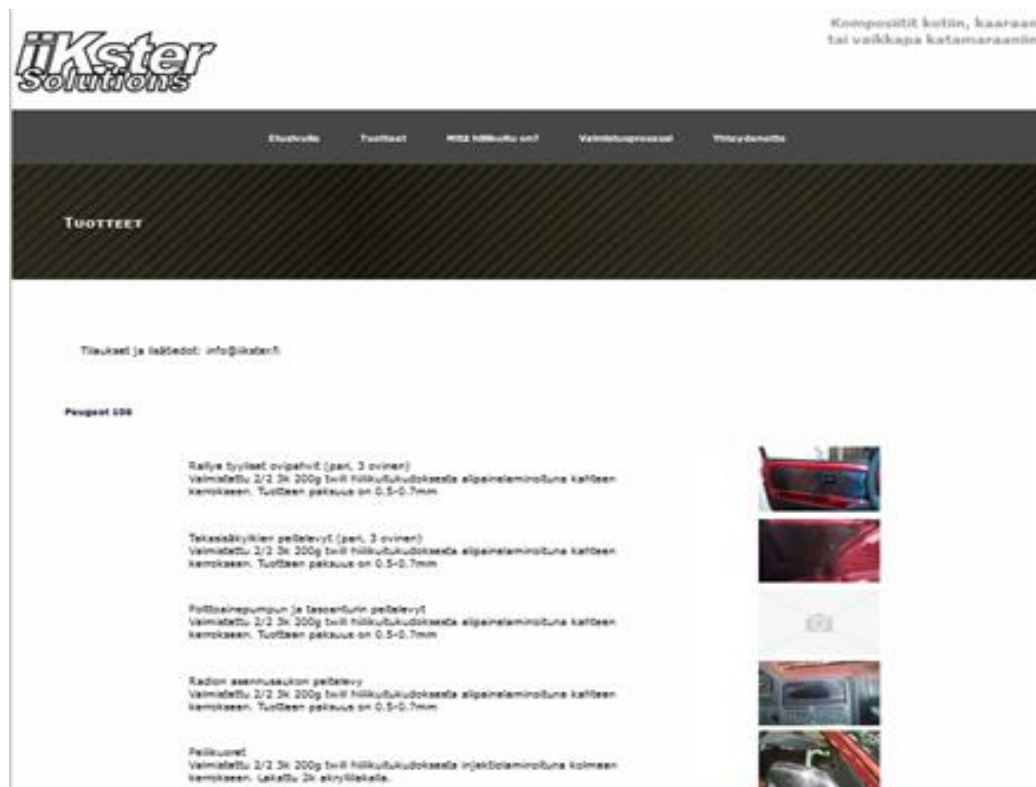 iiKster
Solutions
Komposiitit kotiin, kaaraan
tai vaikkapa katamaraaniin
Etusivulle Tuotteet Mitä hiilikuitu on? Valmistusprosessi Yhteydenotto
Tuotteet
Tilaukset ja lisätiedot: info@iikster.fi
Peugeot 106
Rallye tyyliset ovipahvit (pari, 3 ovinen)
Valmistettu 2/2 3k 200g twill hiilikuitukudoksesta alipainelaminoituna kahteen
kerrokseen. Tuotteen paksuus on 0.5-0.7mm
Takasisäkylkien peitelevyt (pari, 3 ovinen)
Valmistettu 2/2 3k 200g twill hiilikuitukudoksesta alipainelaminoituna kahteen
kerrokseen. Tuotteen paksuus on 0.5-0.7mm
Polttoainepumpun ja tasoanturin peitelevyt
Valmistettu 2/2 3k 200g twill hiilikuitukudoksesta alipainelaminoituna kahteen
kerrokseen. Tuotteen paksuus on 0.5-0.7mm
Radion asennusaukon peitelevy
Valmistettu 2/2 3k 200g twill hiilikuitukudoksesta alipainelaminoituna kahteen
kerrokseen. Tuotteen paksuus on 0.5-0.7mm
Peilikuoret
Valmistettu 2/2 3k 200g twill hiilikuitukudoksesta injektiolaminoituna kolmeen
kerrokseen. Lakattu 2k akryylilakalla.